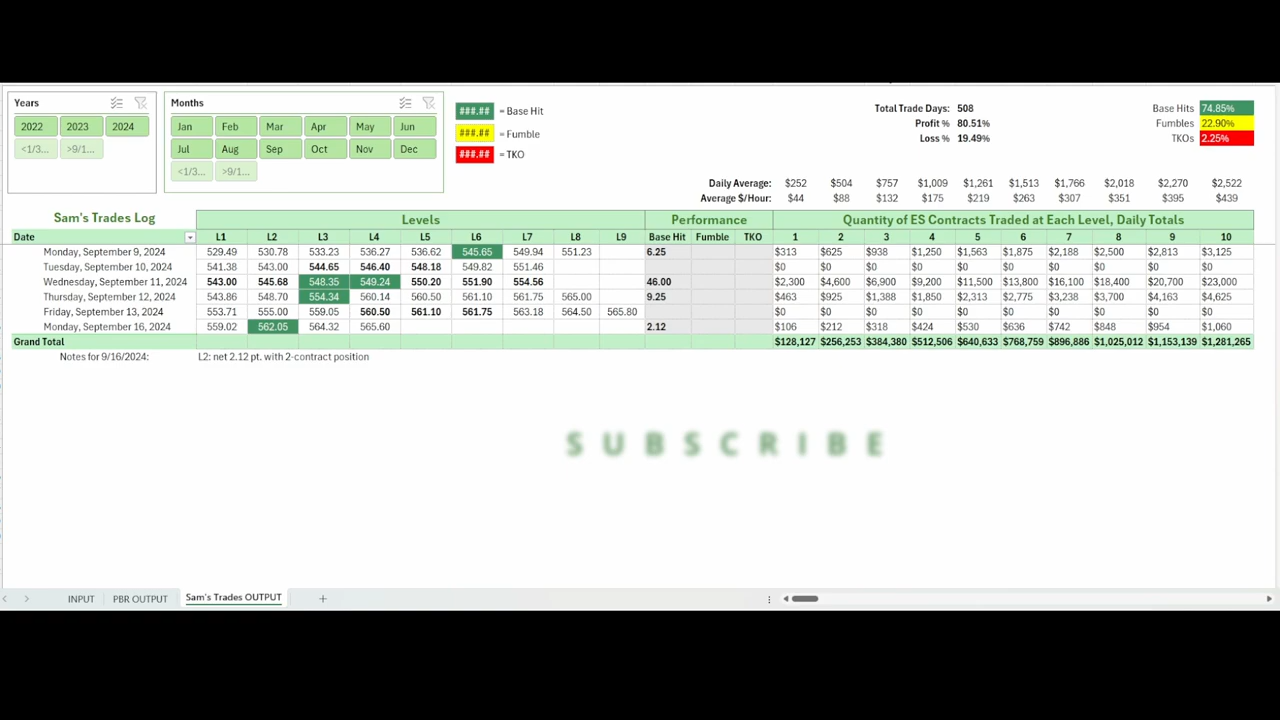 Years
2022 2023 2024
<1/3... >9/1...
Months
Jan Feb Mar Apr May Jun
Jul Aug Sep Oct Nov Dec
<1/3... >9/1...
###.## = Base Hit
###.## = Fumble
###.## = TKO
Total Trade Days: 508
Profit % 80.51%
Loss % 19.49%
Base Hits 74.85%
Fumbles 22.90%
TKOs 2.25%
Daily Average: $252 $504 $757 $1,009 $1,261 $1,513 $1,766 $2,018 $2,270 $2,522
Average $/Hour: $44 $88 $132 $175 $219 $263 $307 $351 $395 $439
Sam's Trades Log Levels Performance Quantity of ES Contracts Traded at Each Level, Daily Totals
Date L1 L2 L3 L4 L5 L6 L7 L8 L9 Base Hit Fumble TKO 1 2 3 4 5 6 7 8 9 10
Monday, September 9, 2024 529.49 530.78 533.23 536.27 536.62 545.65 549.94 551.23 6.25 $313 $625 $938 $1,250 $1,563 $1,875 $2,188 $2,500 $2,813 $3,125
Tuesday, September 10, 2024 541.38 543.00 544.65 546.40 548.18 549.82 551.46 $0 $0 $0 $0 $0 $0 $0 $0 $0 $0
Wednesday, September 11, 2024 543.00 545.68 548.35 549.24 550.20 551.90 554.56 46.00 $2,300 $4,600 $6,900 $9,200 $11,500 $13,800 $16,100 $18,400 $20,700 $23,000
Thursday, September 12, 2024 543.86 548.70 554.34 560.14 560.50 561.10 561.75 565.00 9.25 $463 $925 $1,388 $1,850 $2,313 $2,775 $3,238 $3,700 $4,163 $4,625
Friday, September 13, 2024 553.71 555.00 559.05 560.50 561.10 561.75 563.18 564.50 565.80 $0 $0 $0 $0 $0 $0 $0 $0 $0 $0
Monday, September 16, 2024 559.02 562.05 564.32 565.60 2.12 $106 $212 $318 $424 $530 $636 $742 $848 $954 $1,060
Grand Total $128,127 $256,253 $384,380 $512,506 $640,633 $768,759 $896,886 $1,025,012 $1,153,139 $1,281,265
Notes for 9/16/2024: L2: net 2.12 pt. with 2-contract position
SUBSCRIBE
INPUT PBR OUTPUT Sam's Trades OUTPUT